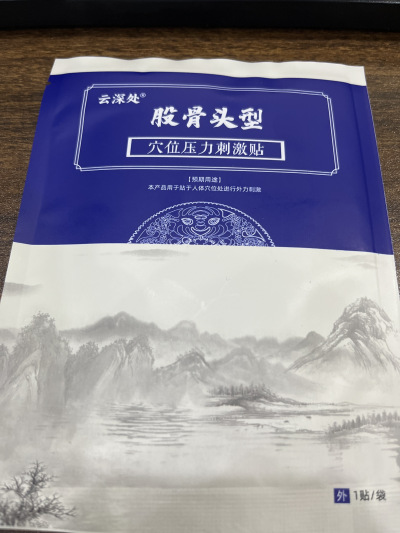 云深处®
股骨头型
穴位压力刺激贴
【预期用途】
本产品用于贴于人体穴位处进行外力刺激
外 1贴/袋